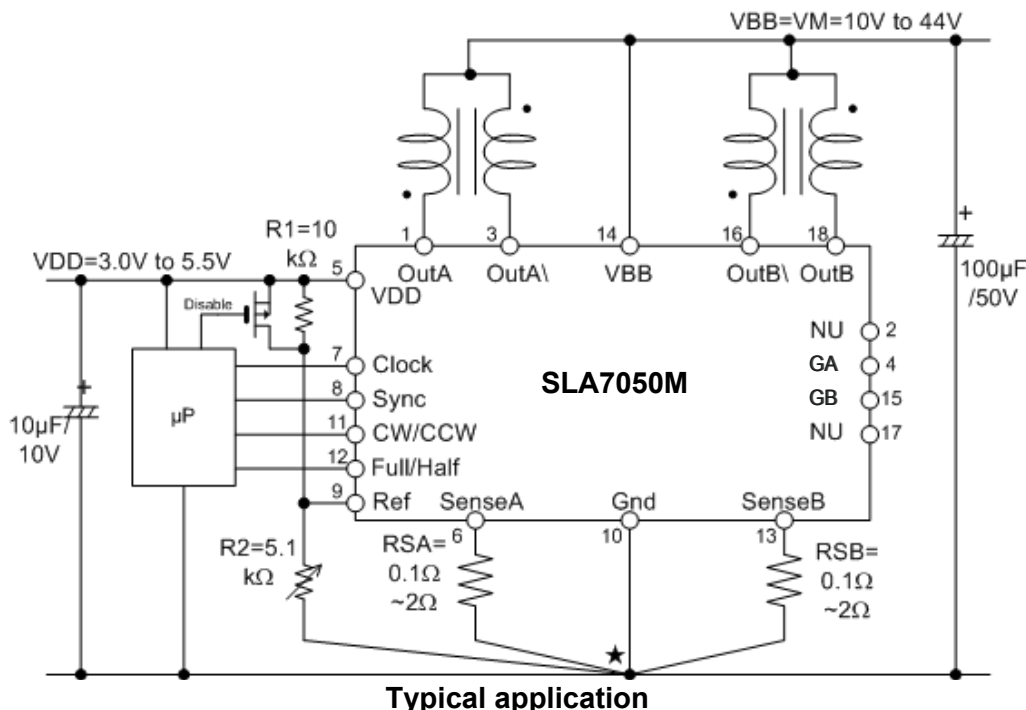 VBB=VM=10V to 44V
R1=10
kΩ
1
3
14
16
18
OutA
OutA\
VBB
OutB\
OutB
+
100µF
/50V
VDD=3.0V to 5.5V
5
VDD
Disable
NU 2
GA 4
GB 15
NU 17
SLA7050M
7 Clock
8 Sync
11 CW/CCW
12 Full/Half
9 Ref
µP
+
10µF/
10V
SenseA
Gnd
SenseB
6
10
13
R2=5.1
kΩ
RSA=
0.1Ω
~2Ω
RSB=
0.1Ω
~2Ω
★
Typical application